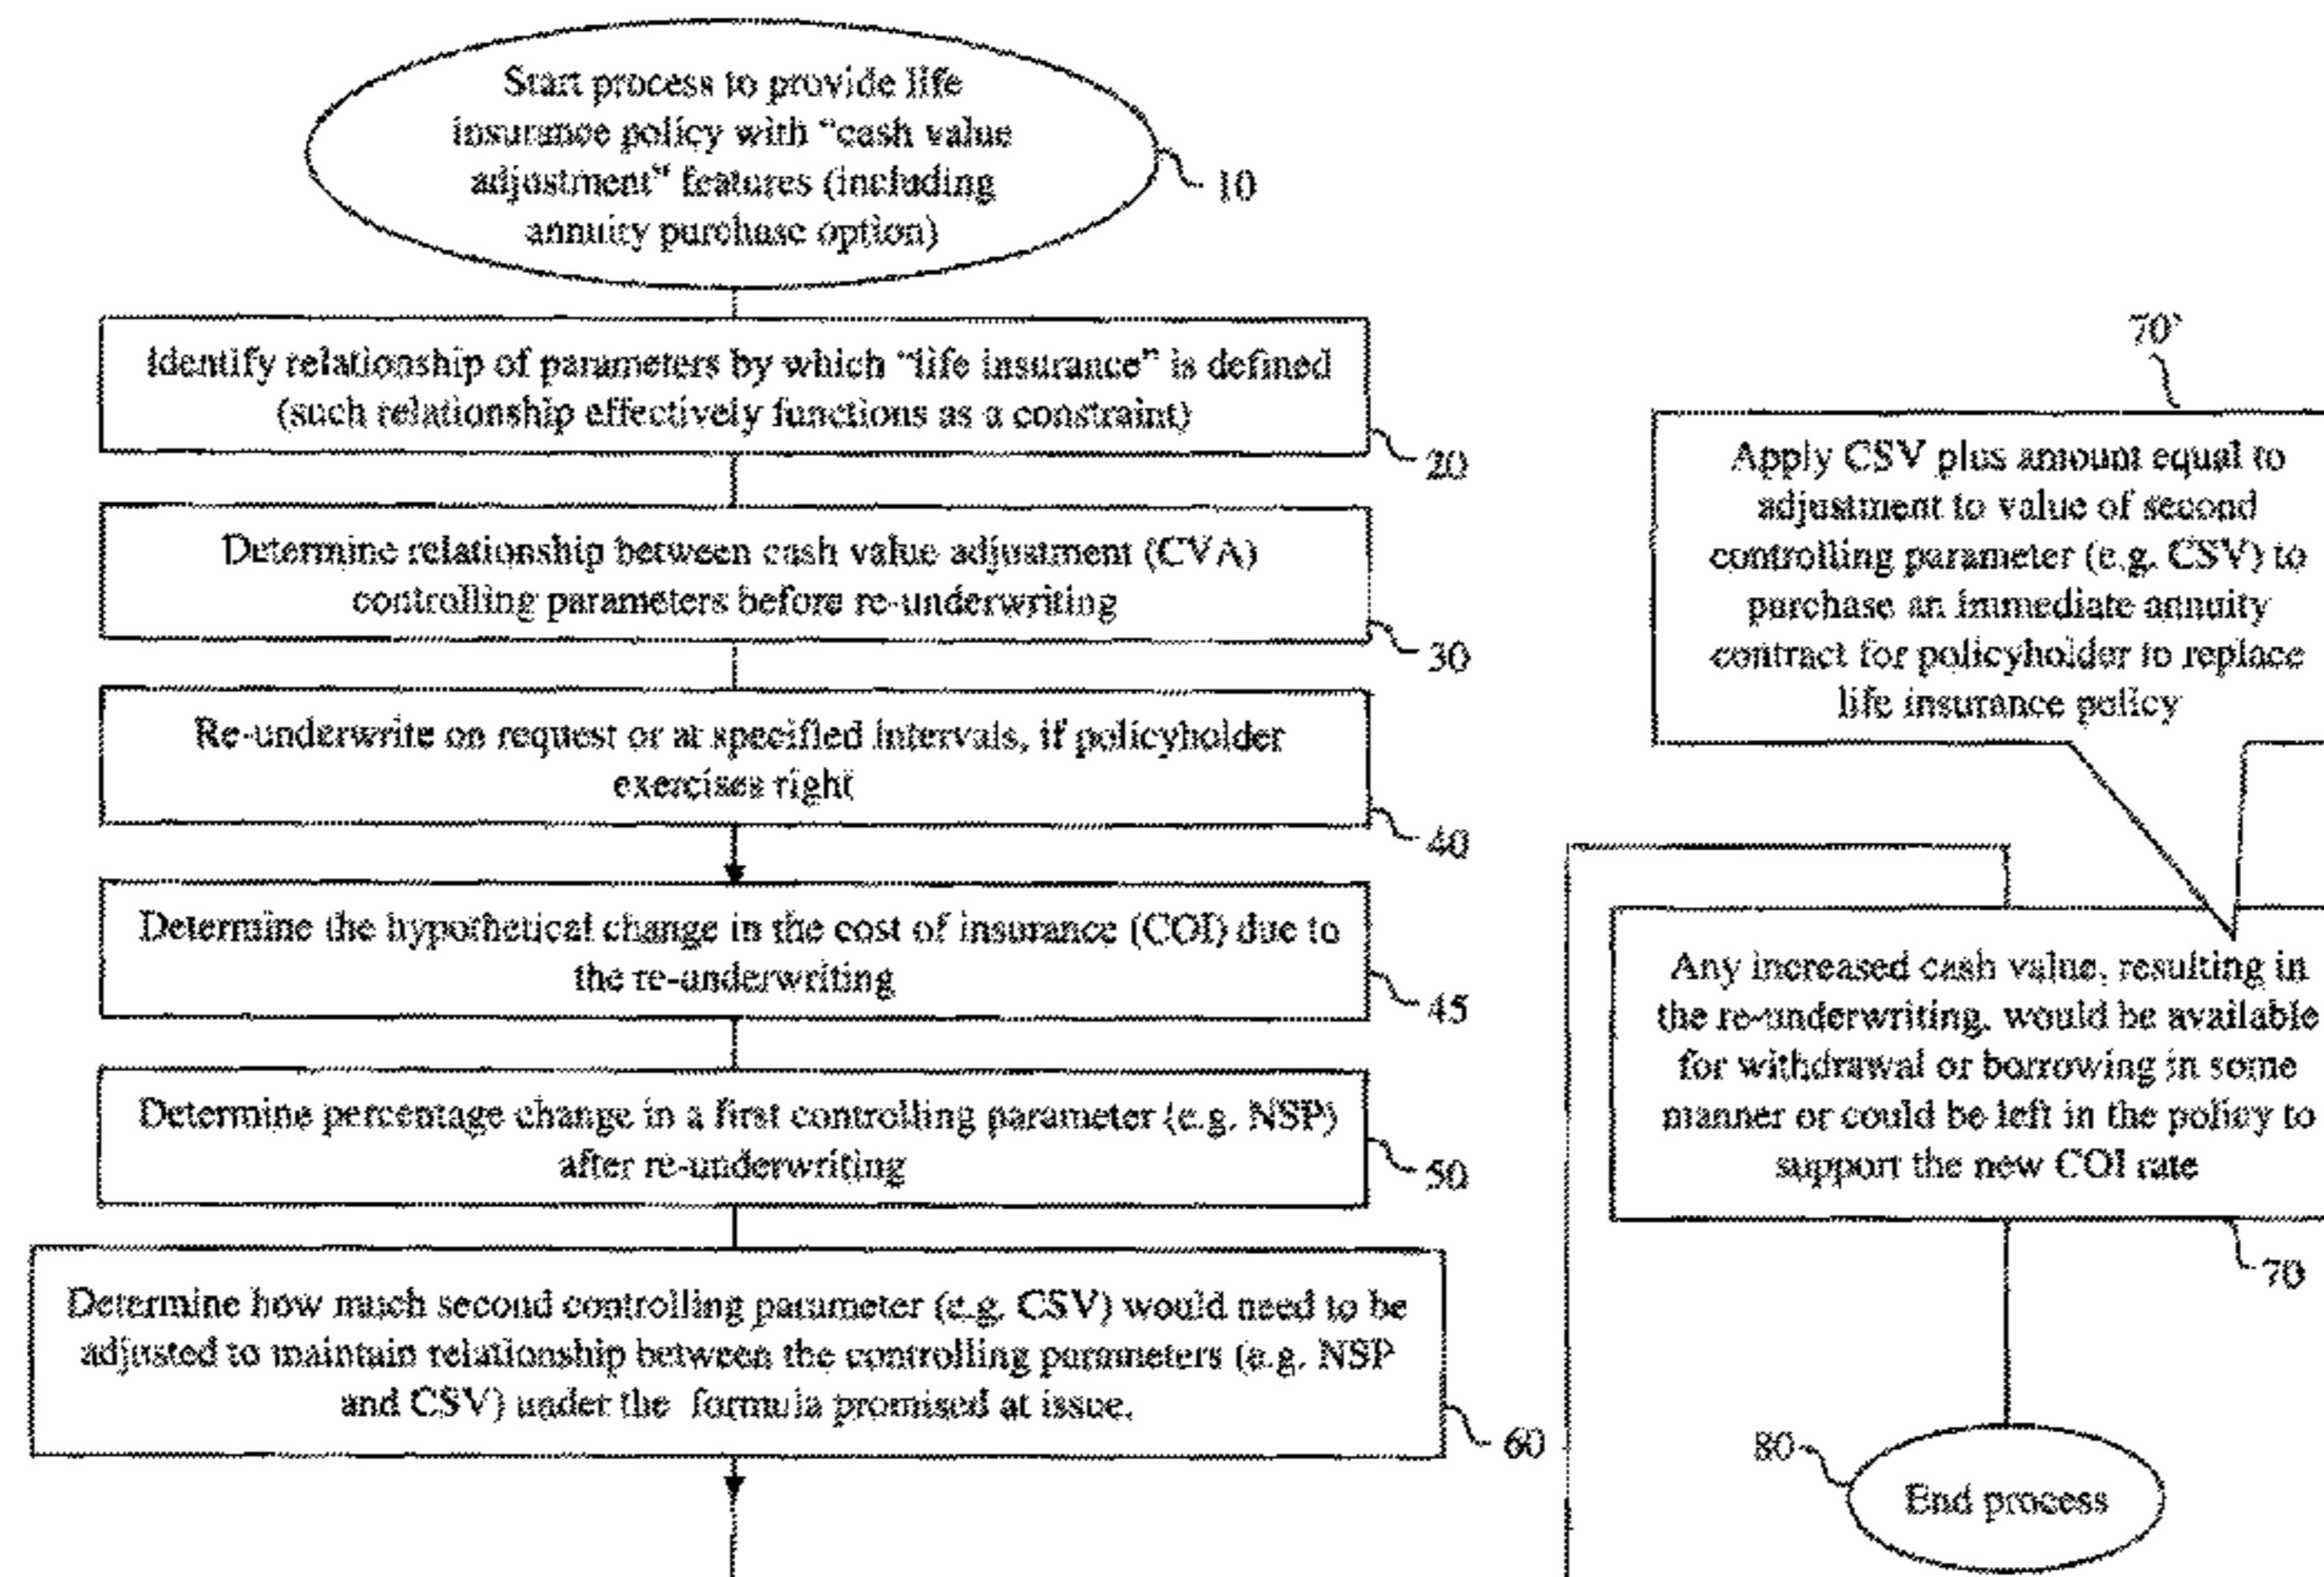 Start process to provide life
insurance policy with "cash value
adjustment" features (including
annuity purchase option)
10
Identify relationship of parameters by which "life insurance" is defined
(such relationship effectively functions as a constraint)
20
Determine relationship between cash value adjustment (CVA)
controlling parameters before re-underwriting
30
Re-underwrite on request or at specified intervals, if policyholder
exercises right
40
Determine the hypothetical change in the cost of insurance (COI) due to
the re-underwriting
45
Determine percentage change in a first controlling parameter (e.g. NSP)
after re-underwriting
50
Determine how much second controlling parameter (e.g. CSV) would need to be
adjusted to maintain relationship between the controlling parameters (e.g. NSP
and CSV) under the formula promised at issue.
60
70'
Apply CSV plus amount equal to
adjustment to value of second
controlling parameter (e.g. CSV) to
purchase an immediate annuity
contract for policyholder to replace
life insurance policy
Any increased cash value, resulting in
the re-underwriting, would be available
for withdrawal or borrowing in some
manner or could be left in the policy to
support the new COI rate
70
80
End process